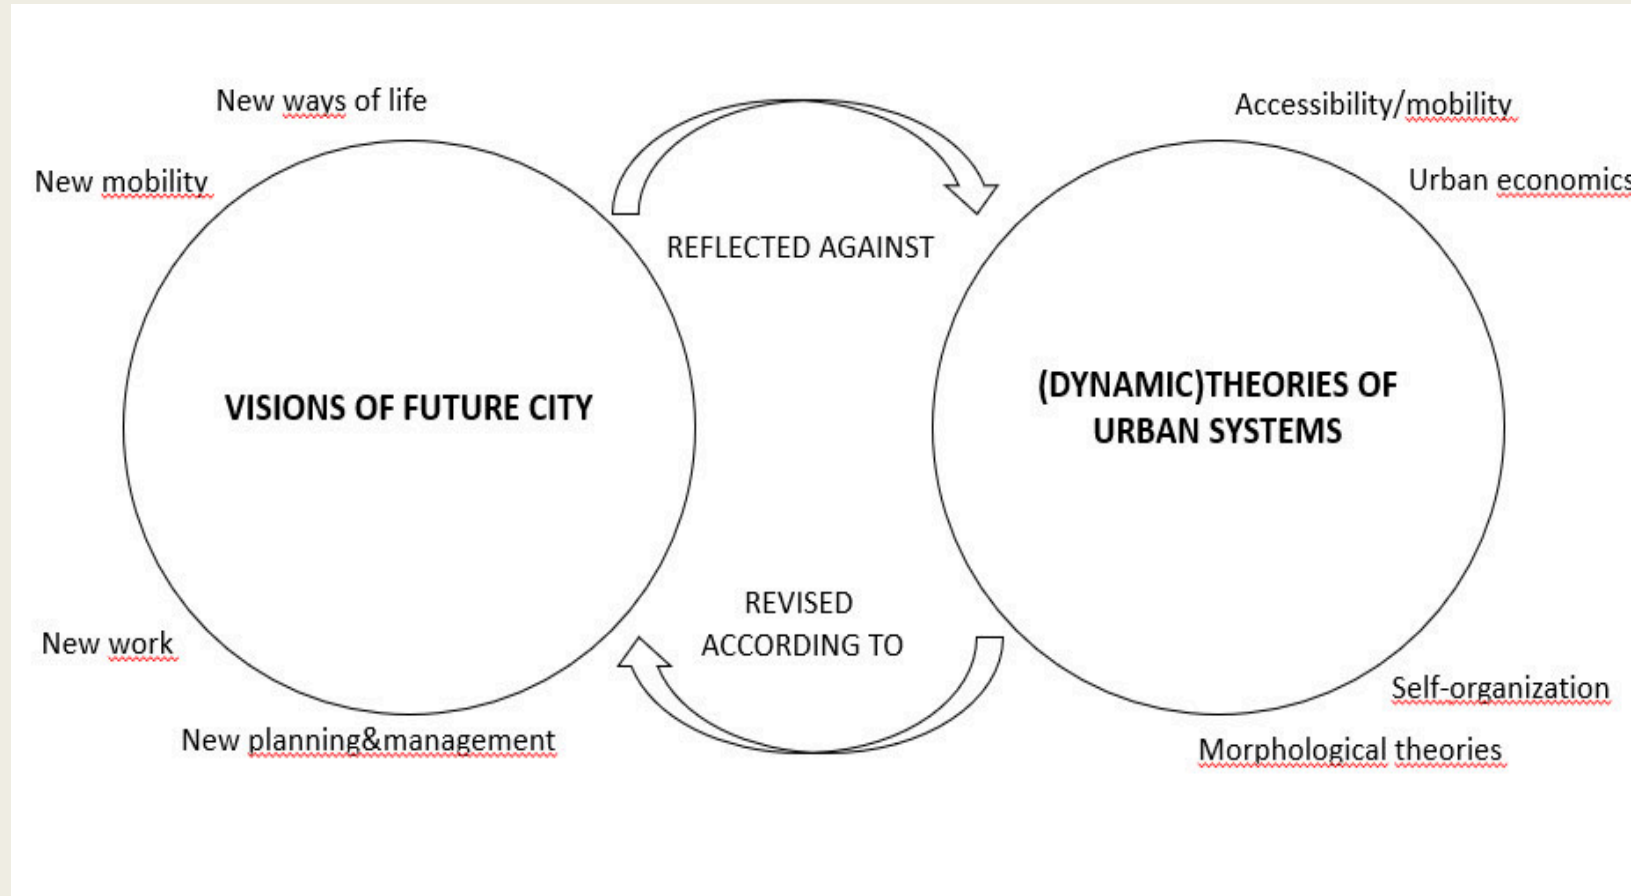 New ways of life
New mobility
VISIONS OF FUTURE CITY
New work
New planning&management
REFLECTED AGAINST
REVISED
ACCORDING TO
Accessibility/mobility
Urban economics
(DYNAMIC)THEORIES OF
URBAN SYSTEMS
Self-organization
Morphological theories